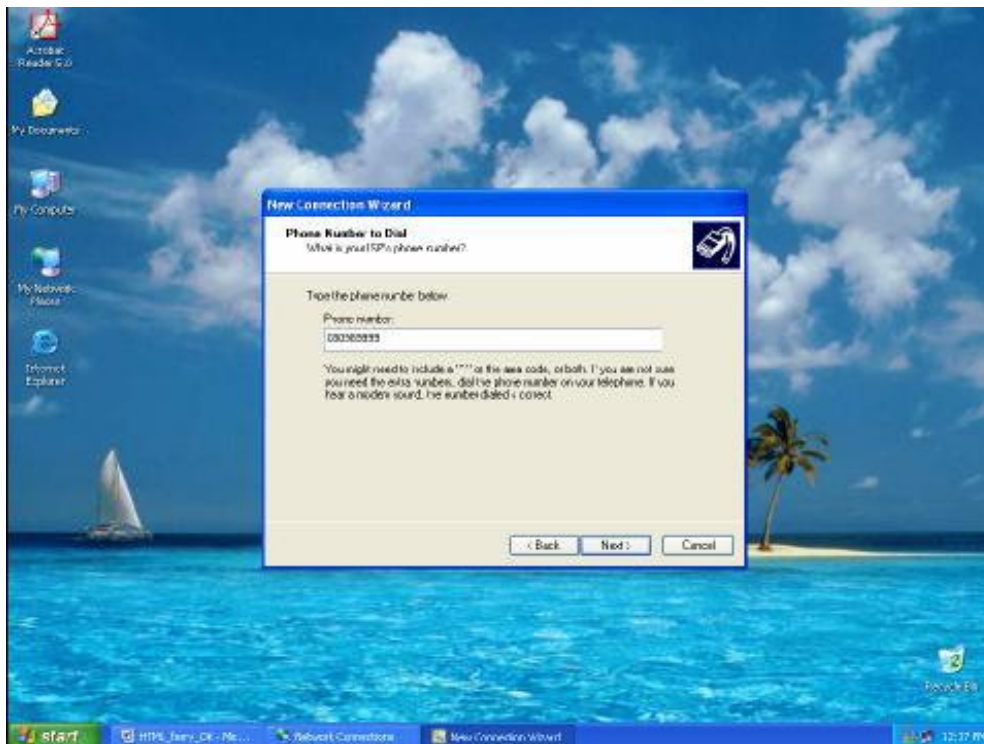 Acrobat
Reader 5.0
My Documents
My Computer
My Network
Places
Internet
Explorer
New Connection Wizard
Phone Number to Dial
What is your ISP's phone number?
Type the phone number below.
Phone number:
You might need to include a "1" or the area code, or both. If you are not sure
you need the extra numbers, dial the phone number on your telephone. If you
hear a modem sound, the number dialed is correct.
< Back
Next >
Cancel
Recycle Bin
start
Network Connections
New Connection Wizard
12:37 PM